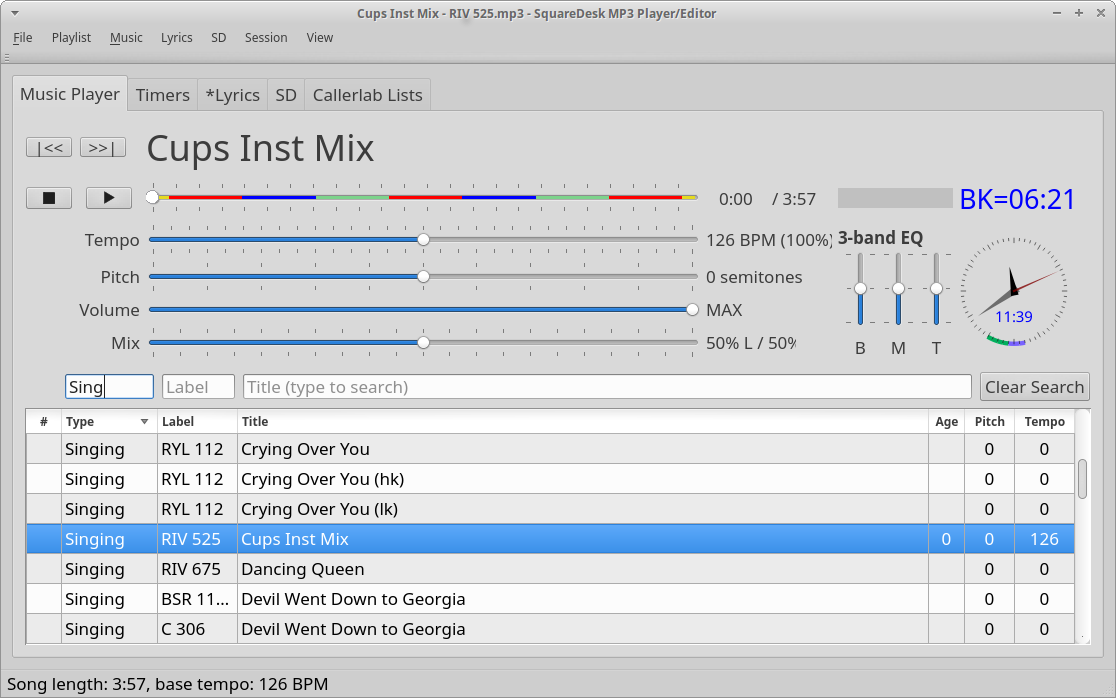 Cups Inst Mix - RIV 525.mp3 - SquareDesk MP3 Player/Editor
File Playlist Music Lyrics SD Session View
Music Player Timers *Lyrics SD Callerlab Lists
|<< >>| Cups Inst Mix
0:00 / 3:57 BK=06:21
Tempo 126 BPM (100%) 3-band EQ
Pitch 0 semitones
Volume MAX
11:39
Mix 50% L / 50%
B M T
Sing Label Title (type to search) Clear Search
# Type Label Title Age Pitch Tempo
Singing RYL 112 Crying Over You 0 0
Singing RYL 112 Crying Over You (hk) 0 0
Singing RYL 112 Crying Over You (lk) 0 0
Singing RIV 525 Cups Inst Mix 0 0 126
Singing RIV 675 Dancing Queen 0 0
Singing BSR 11... Devil Went Down to Georgia 0 0
Singing C 306 Devil Went Down to Georgia 0 0
Song length: 3:57, base tempo: 126 BPM